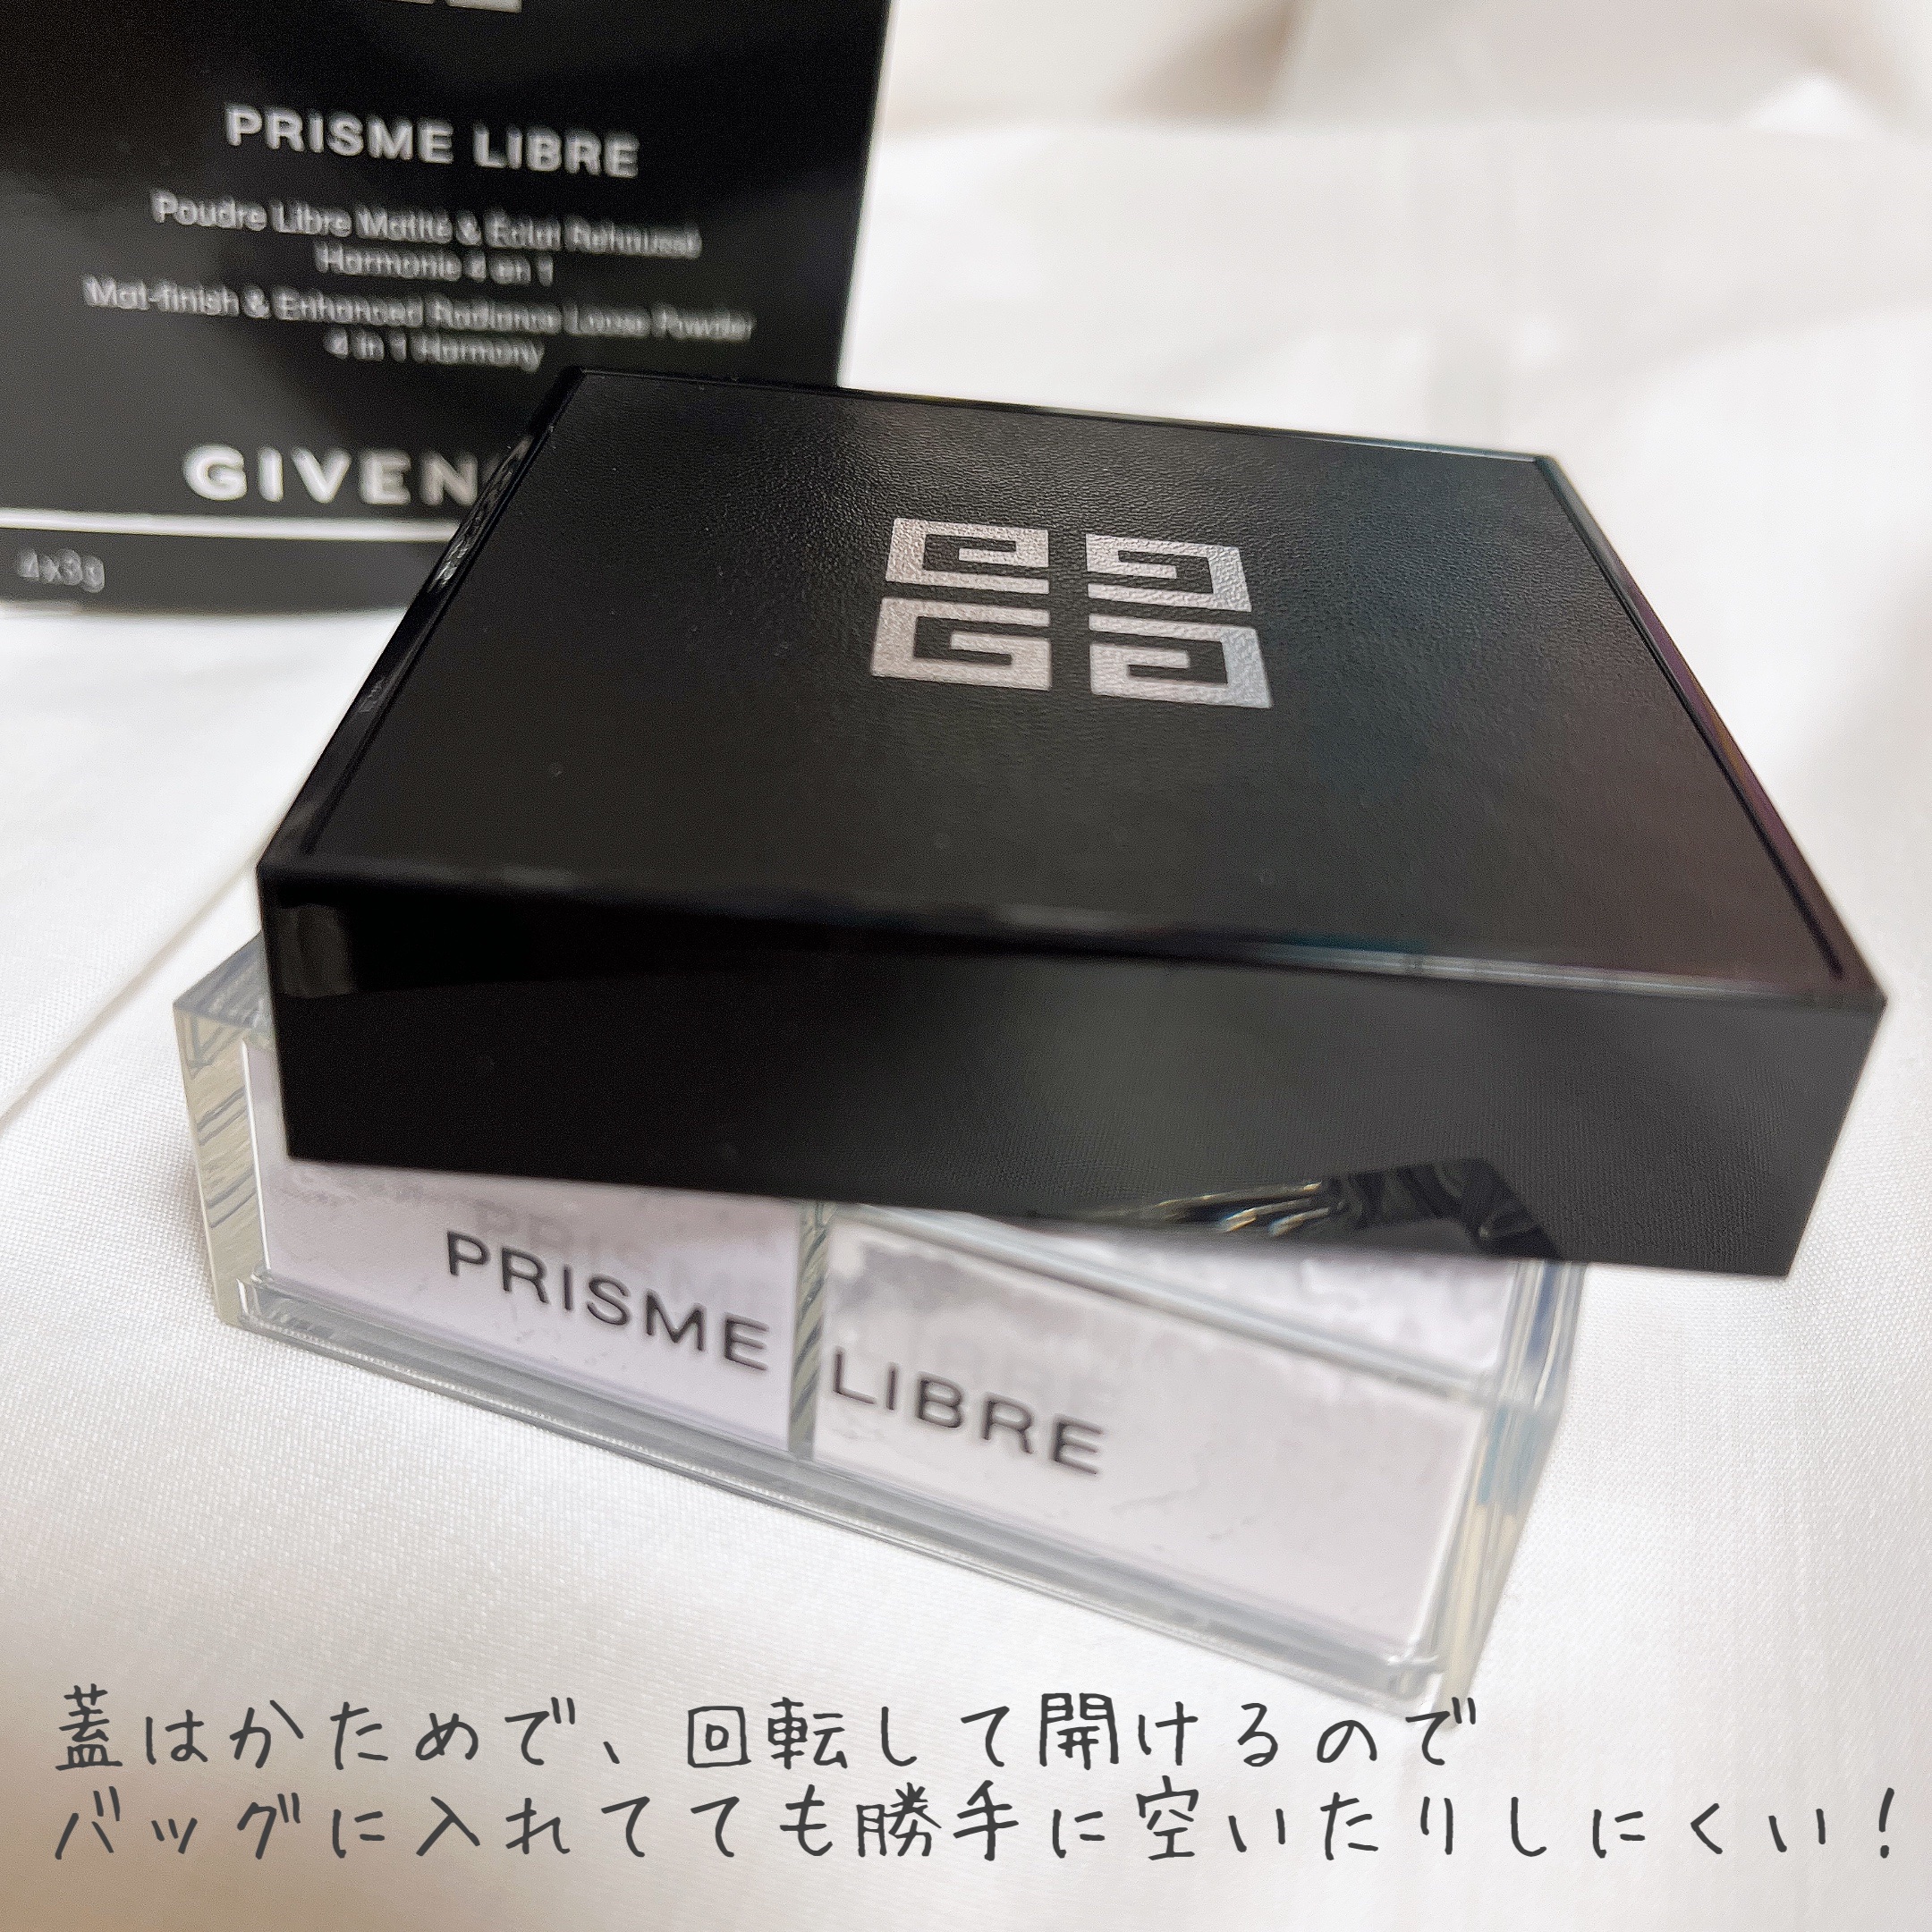 PRISME LIBRE
Poudre Libre Matité & Éclat Rehaussé
Harmonie 4 en 1
Mat-finish & Enhanced Radiance Loose Powder
4 in 1 Harmony
GIVEN
4x3g
PRISME LIBRE
蓋はかためで、回転して開けるので
バッグに入れてても勝手に空いたりしにくい!